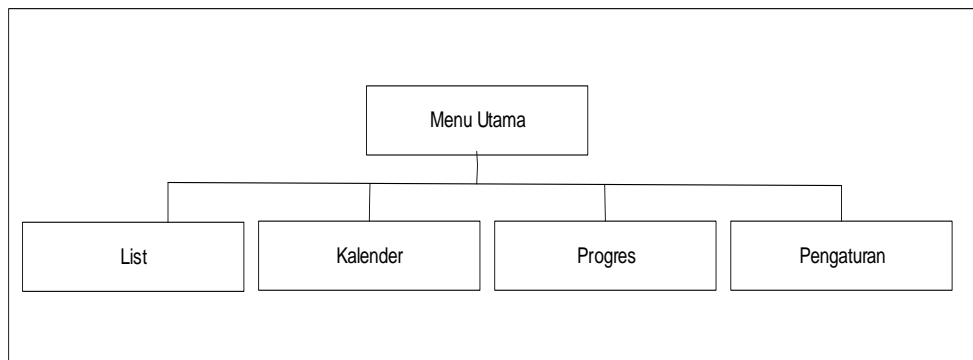 Menu Utama
List
Kalender
Progres
Pengaturan